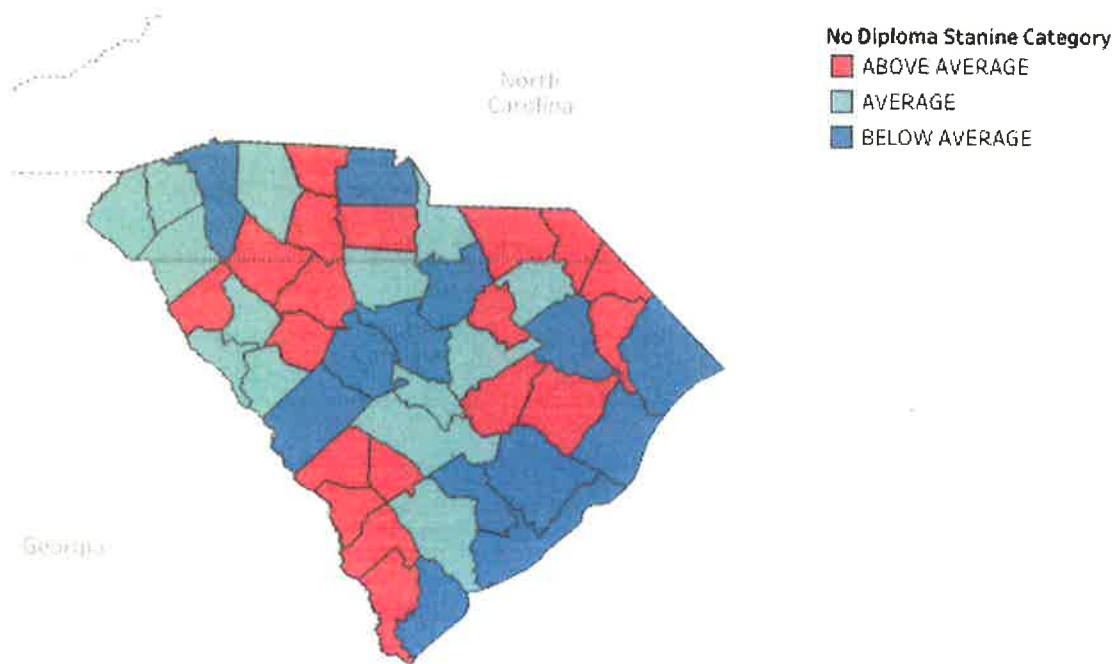 No Diploma Stanine Category
ABOVE AVERAGE
AVERAGE
BELOW AVERAGE
North
Carolina
Georgia